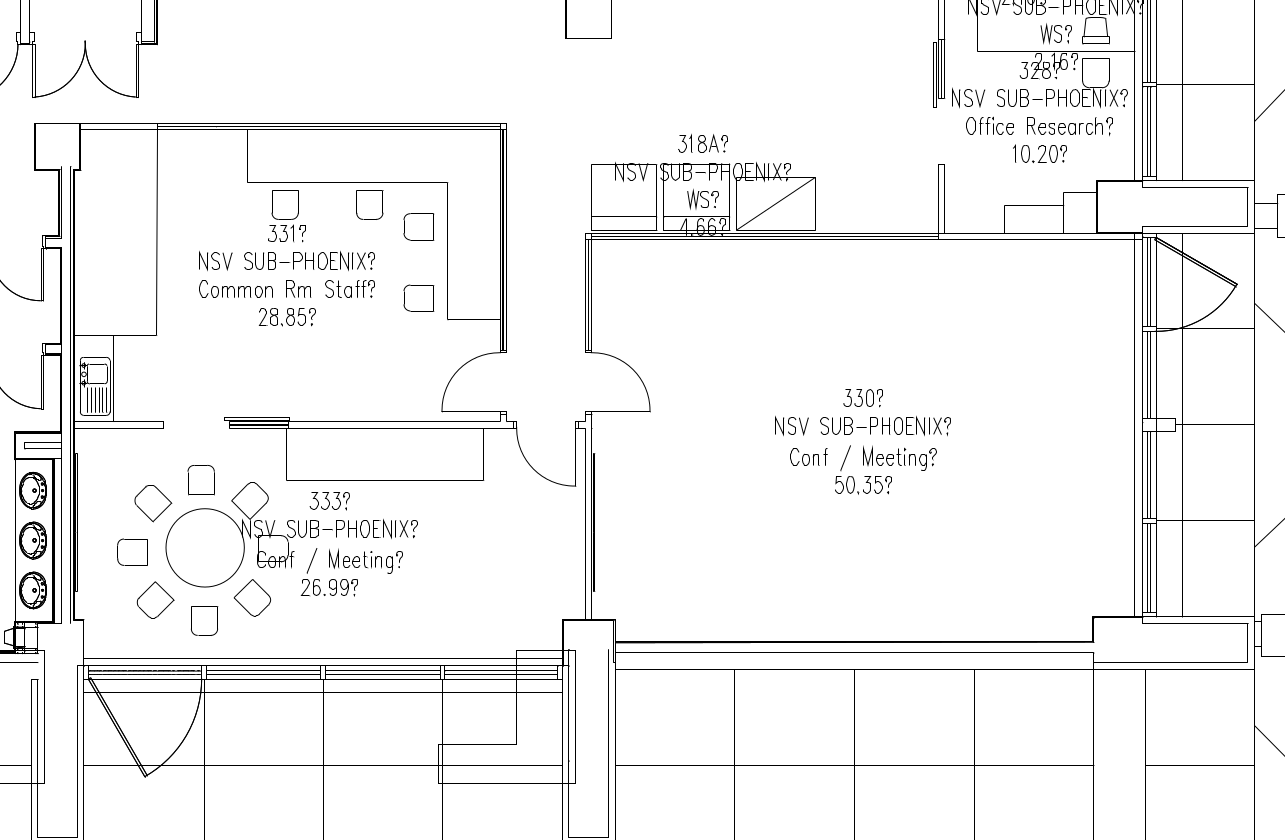 NSV SUB-PHOENIX?
WS?
2.16?
328?
NSV SUB-PHOENIX?
Office Research?
10.20?
318A?
NSV SUB-PHOENIX?
WS?
4.66?
331?
NSV SUB-PHOENIX?
Common Rm Staff?
28.85?
330?
NSV SUB-PHOENIX?
Conf / Meeting?
50.35?
333?
NSV SUB-PHOENIX?
Conf / Meeting?
26.99?